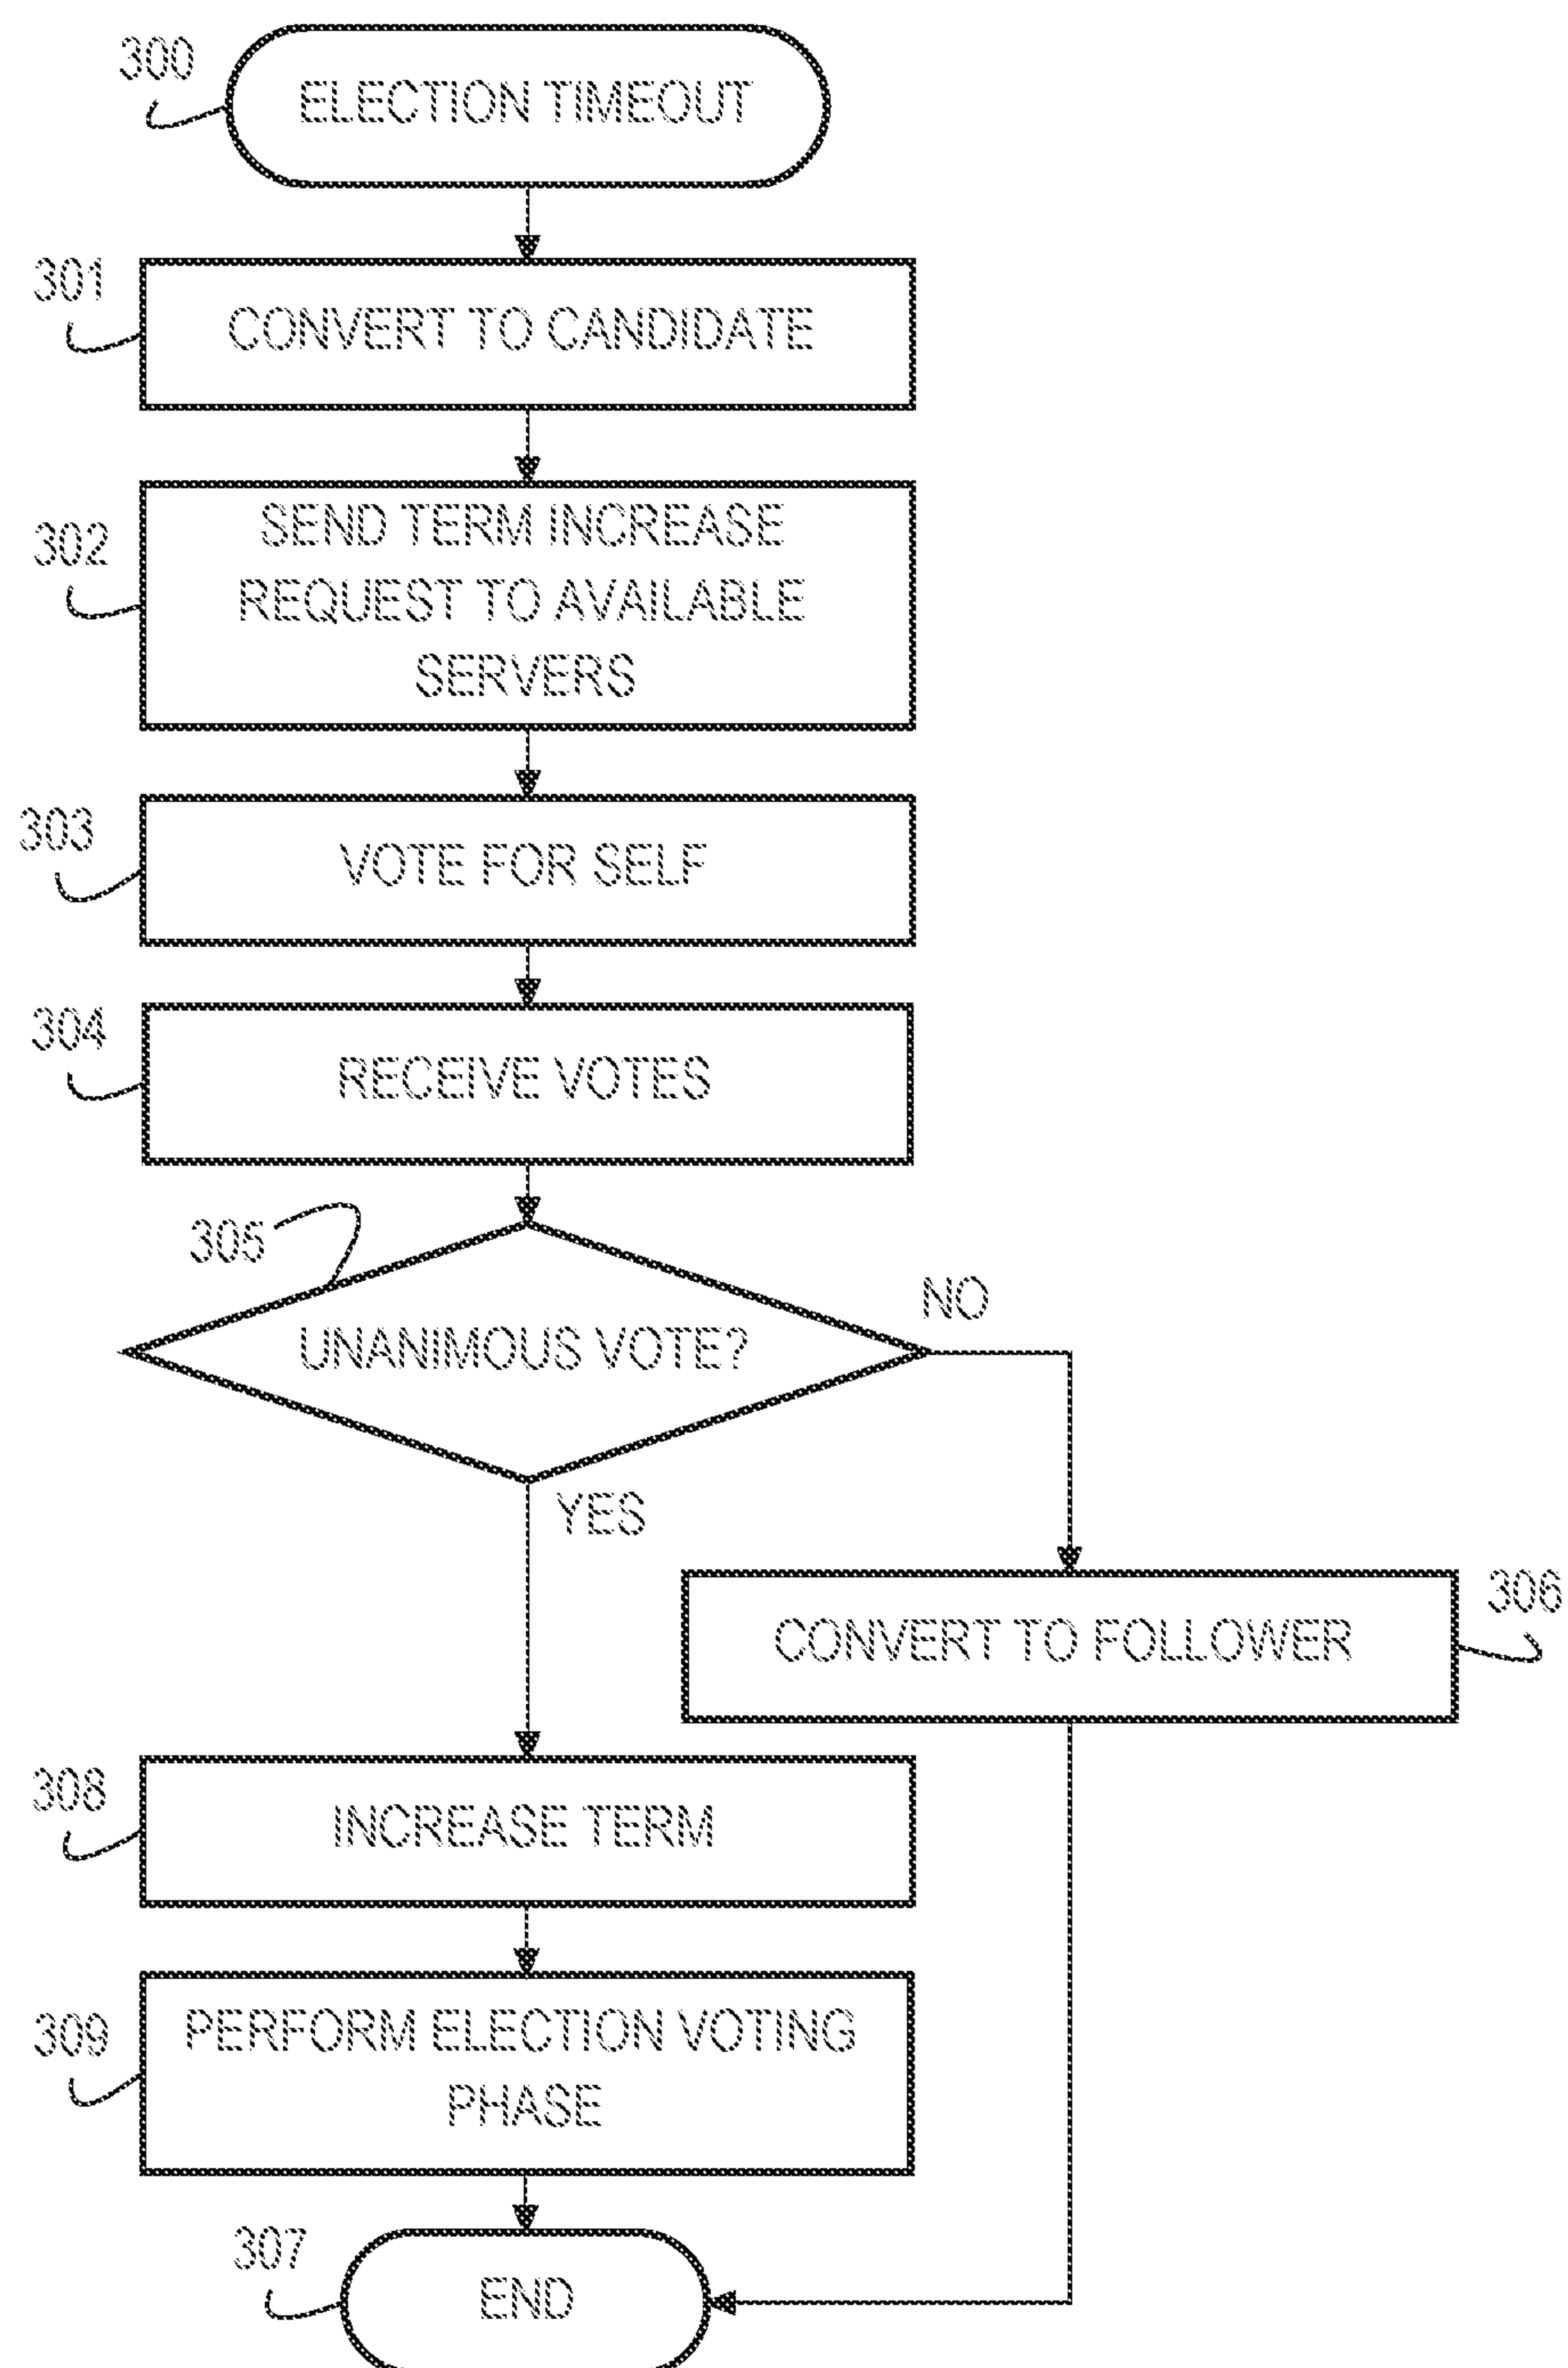 300
ELECTION TIMEOUT
301
CONVERT TO CANDIDATE
302
SEND TERM INCREASE
REQUEST TO AVAILABLE
SERVERS
303
VOTE FOR SELF
304
RECEIVE VOTES
305
UNANIMOUS VOTE?
NO
YES
306
CONVERT TO FOLLOWER
308
INCREASE TERM
309
PERFORM ELECTION VOTING
PHASE
307
END